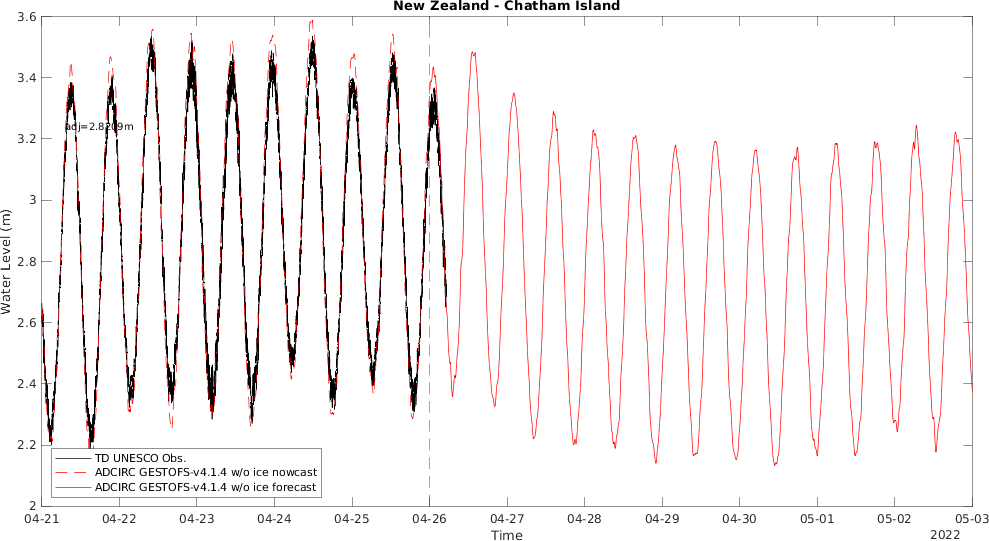 New Zealand - Chatham Island
3.6
3.4
3.2
3
2.8
2.6
2.4
2.2
2
Water Level (m)
adj=2.8209m
TD UNESCO Obs.
ADCIRC GESTOFS-v4.1.4 w/o ice nowcast
ADCIRC GESTOFS-v4.1.4 w/o ice forecast
04-21 04-22 04-23 04-24 04-25 04-26 04-27 04-28 04-29 04-30 05-01 05-02 05-03
Time
2022